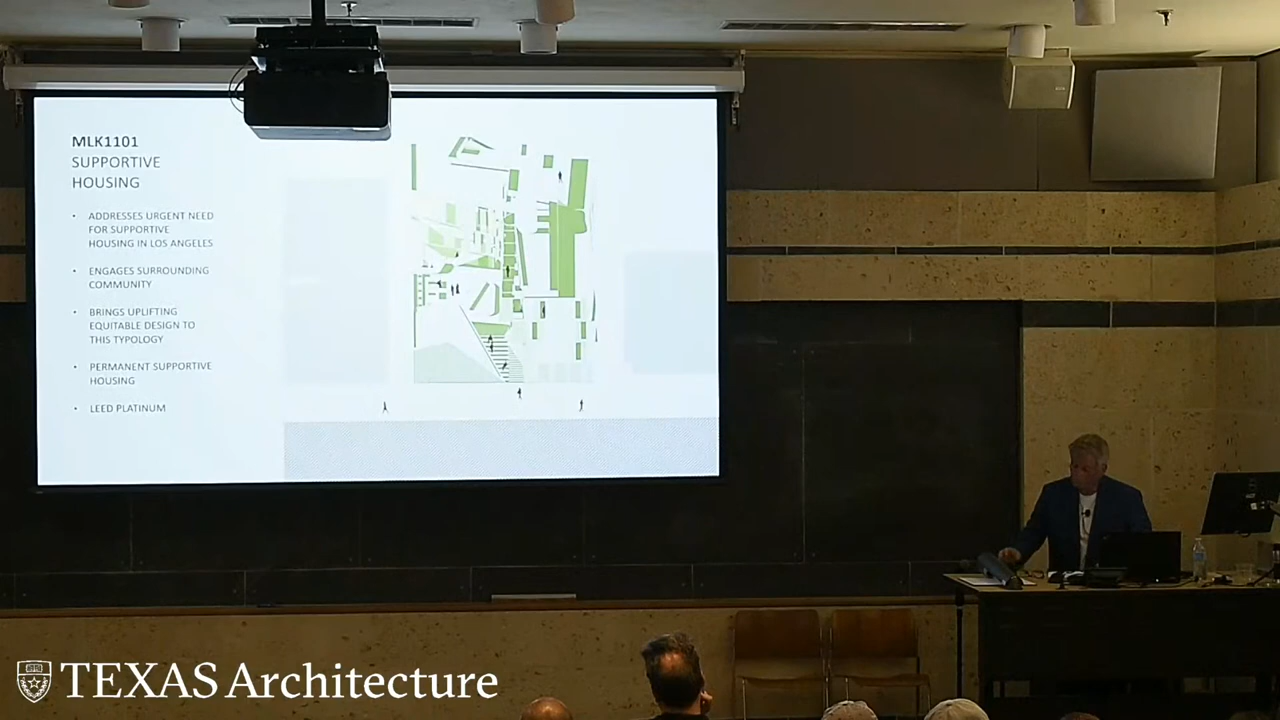 MLK1101
SUPPORTIVE
HOUSING
• ADDRESSES URGENT NEED
FOR SUPPORTIVE
HOUSING IN LOS ANGELES
• ENGAGES SURROUNDING
COMMUNITY
• BRINGS UPLIFTING
EQUITABLE DESIGN TO
THIS TYPOLOGY
• PERMANENT SUPPORTIVE
HOUSING
• LEED PLATINUM
TEXAS Architecture